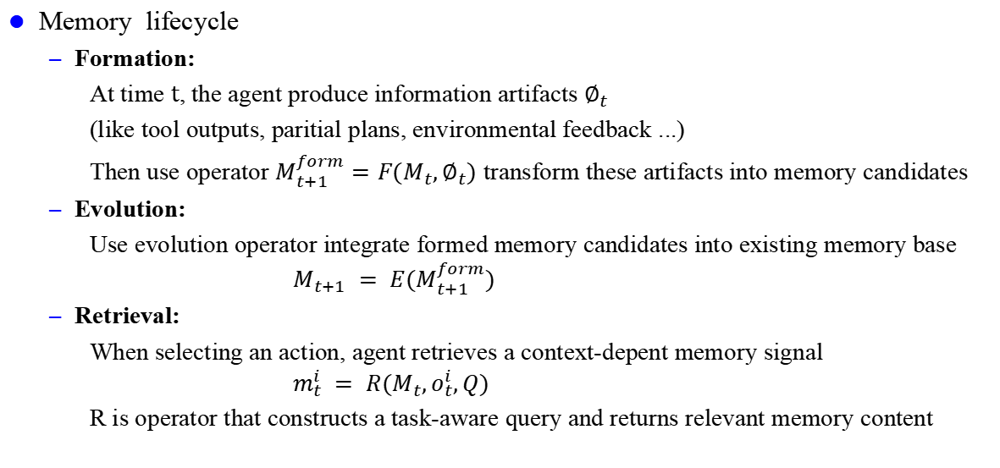 ● Memory lifecycle
– Formation:
At time t, the agent produce information artifacts ∅_t
(like tool outputs, paritial plans, environmental feedback ...)
Then use operator M_{t+1}^{form} = F(M_t, ∅_t) transform these artifacts into memory candidates
– Evolution:
Use evolution operator integrate formed memory candidates into existing memory base
M_{t+1} = E(M_{t+1}^{form})
– Retrieval:
When selecting an action, agent retrieves a context-depent memory signal
m_t^i = R(M_t, o_t^i, Q)
R is operator that constructs a task-aware query and returns relevant memory content